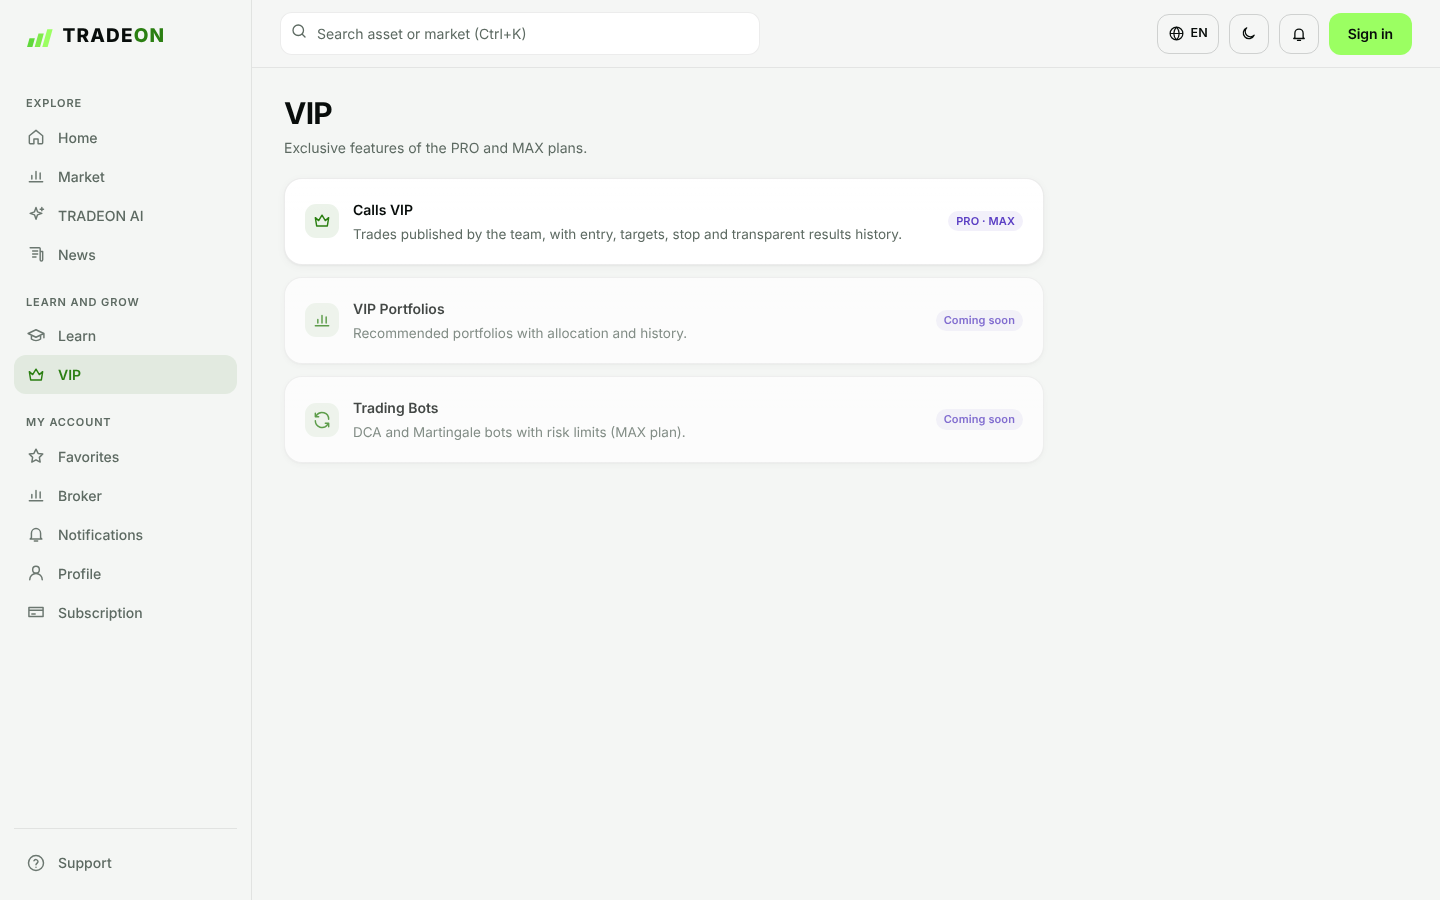 TRADEON
Search asset or market (Ctrl+K)
EN
Sign in
EXPLORE
Home
Market
TRADEON AI
News
LEARN AND GROW
Learn
VIP
MY ACCOUNT
Favorites
Broker
Notifications
Profile
Subscription
Support
VIP
Exclusive features of the PRO and MAX plans.
Calls VIP
Trades published by the team, with entry, targets, stop and transparent results history.
PRO · MAX
VIP Portfolios
Recommended portfolios with allocation and history.
Coming soon
Trading Bots
DCA and Martingale bots with risk limits (MAX plan).
Coming soon